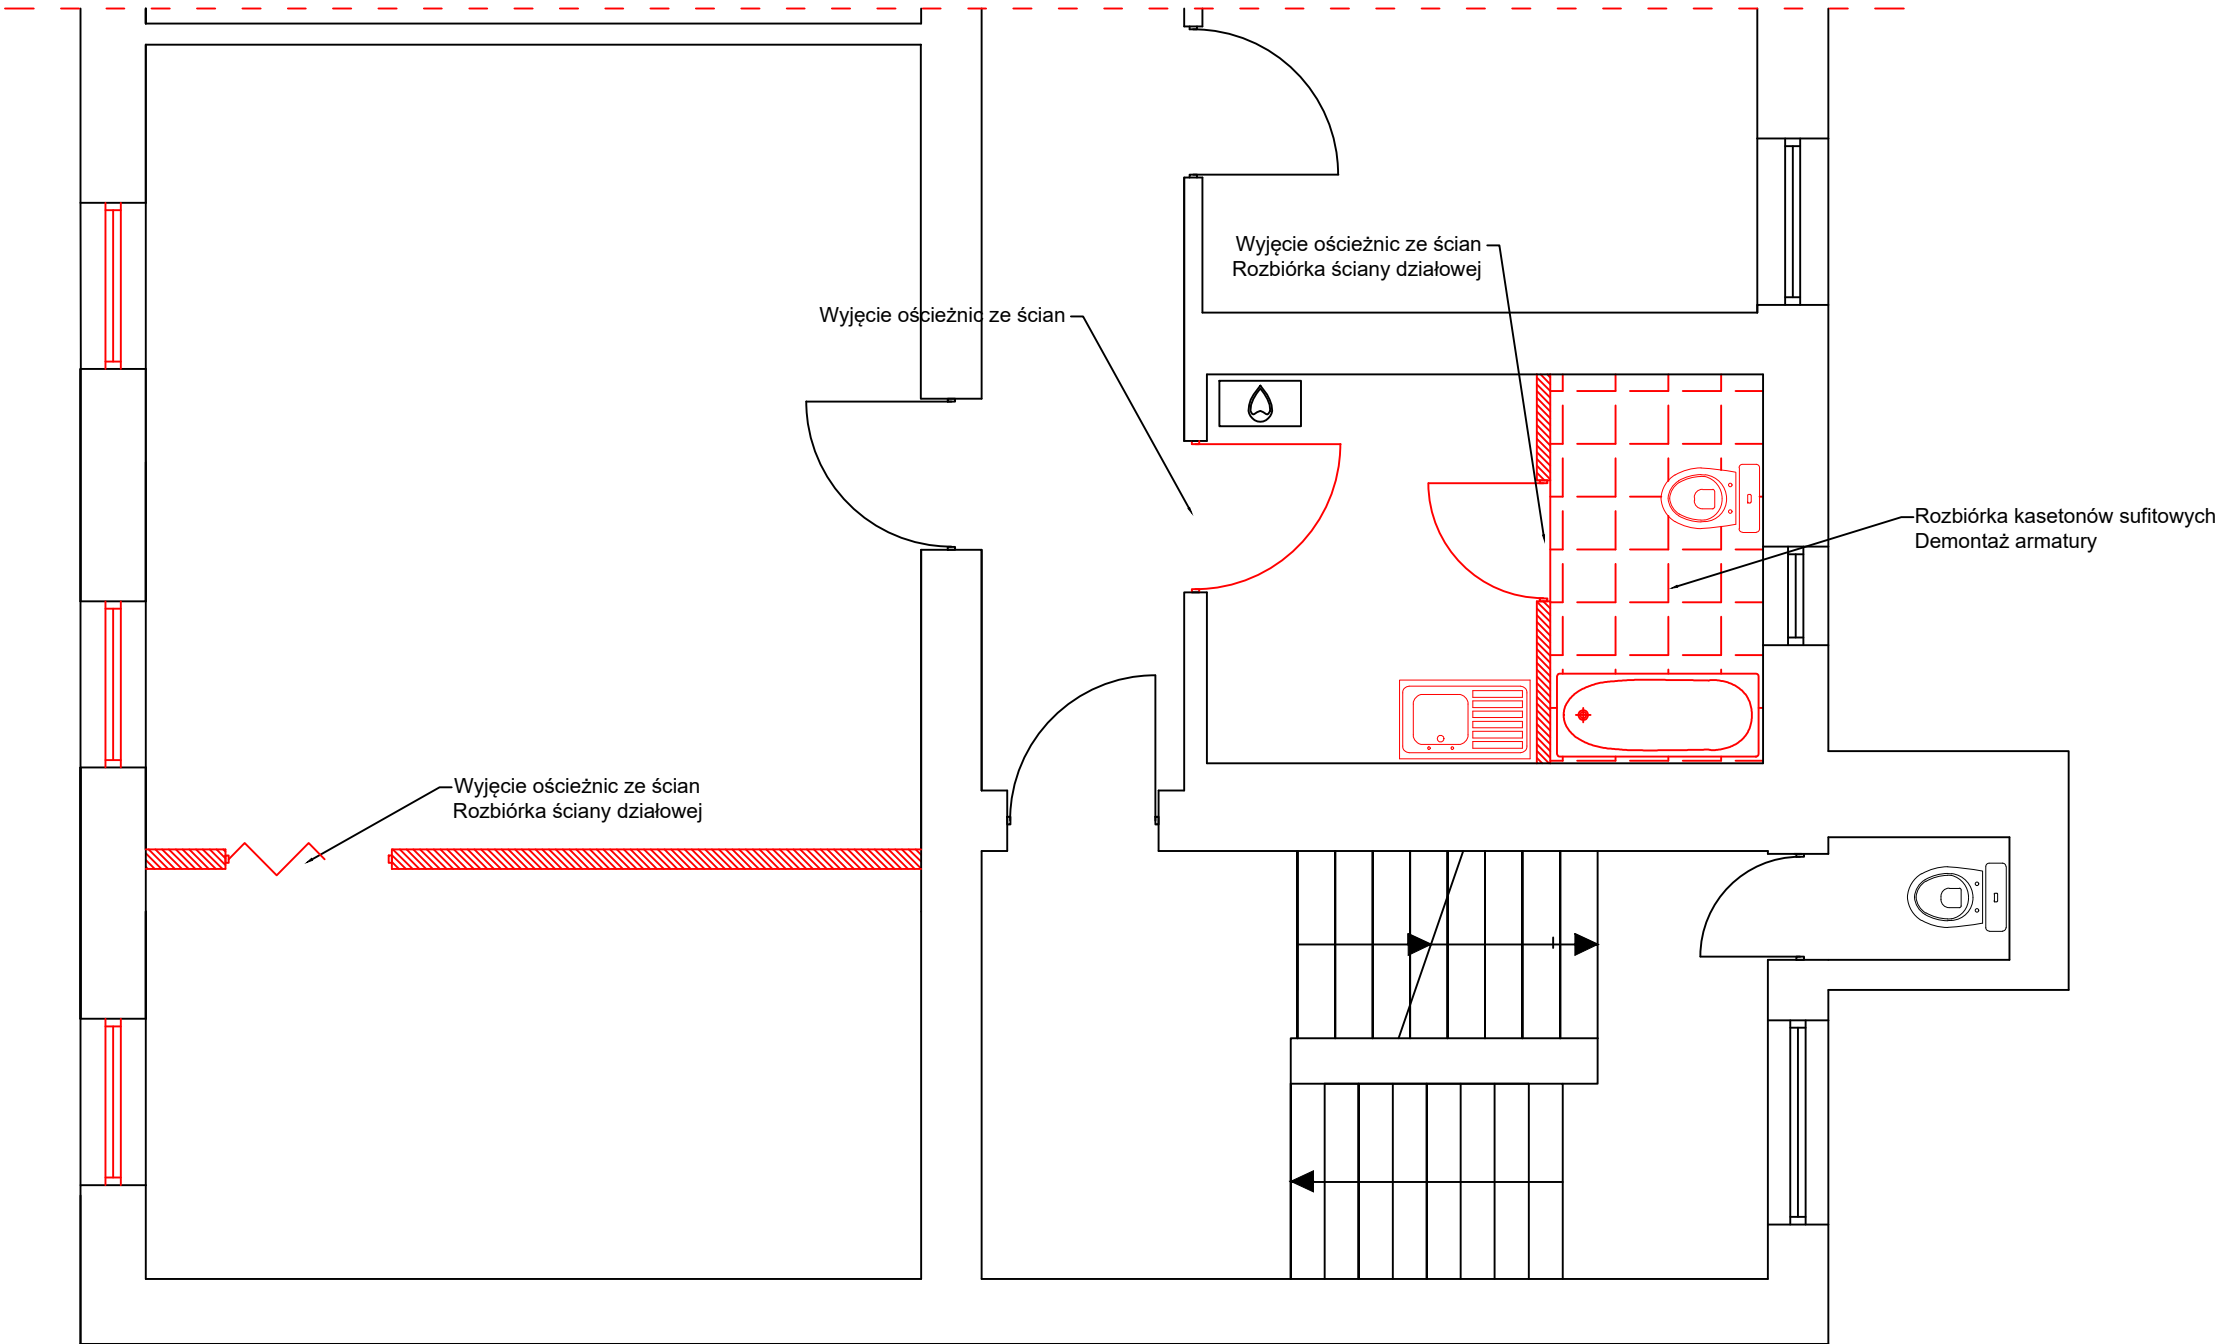 Wyjęcie ościeżnic ze ścian
Rozbiórka ściany działowej
Wyjęcie ościeżnic ze ścian
Rozbiórka kasetonów sufitowych
Demontaż armatury
Wyjęcie ościeżnic ze ścian
Rozbiórka ściany działowej